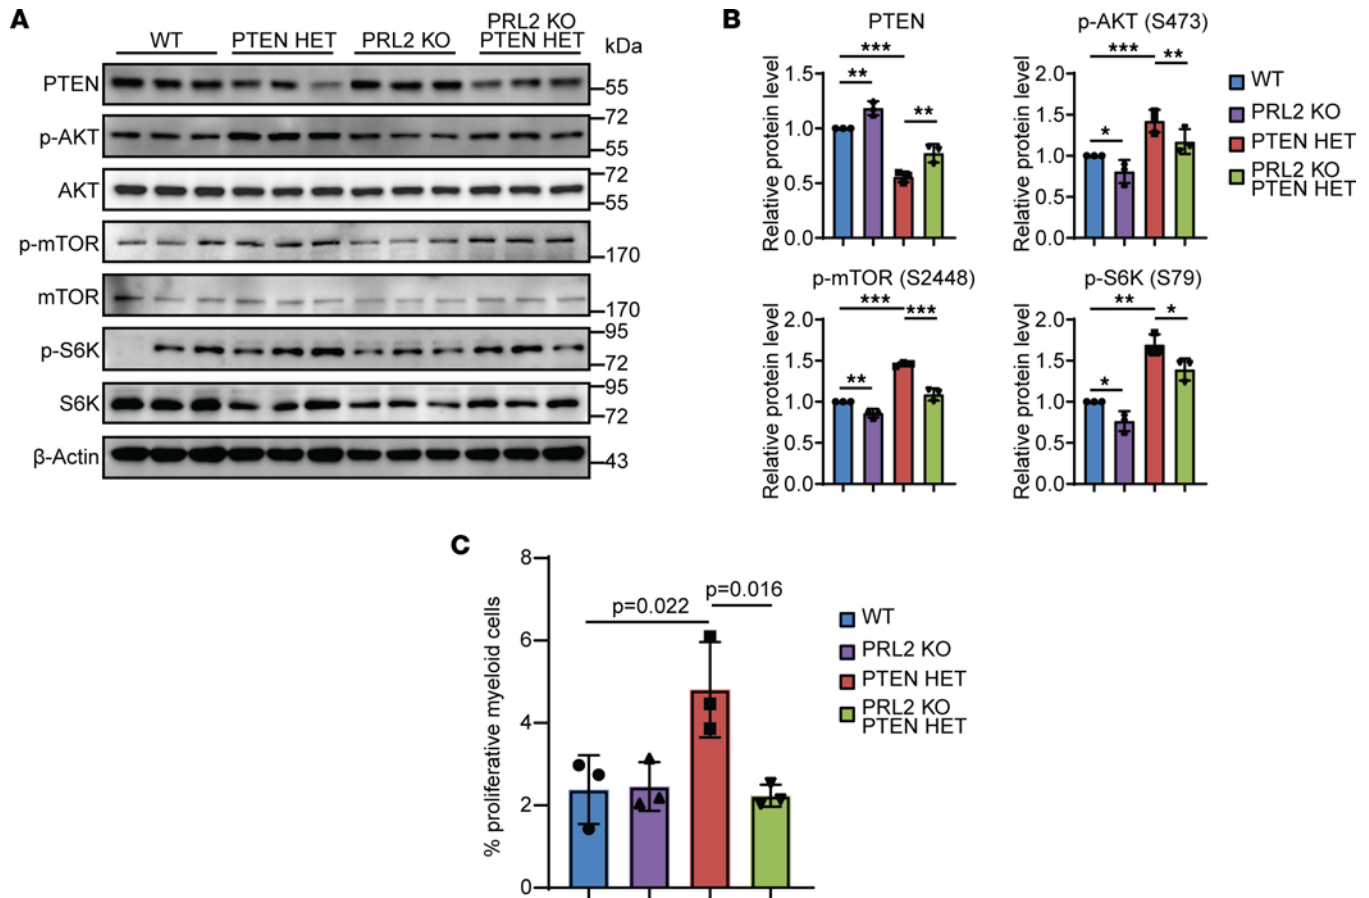 A
WT
PTEN HET
PRL2 KO
PRL2 KO
PTEN HET
kDa
PTEN
55
p-AKT
72
55
AKT
72
55
p-mTOR
170
mTOR
170
p-S6K
95
72
S6K
95
72
β-Actin
43
B
PTEN
Relative protein level
1.5
1.0
0.5
0.0
***
**
**
p-AKT (S473)
Relative protein level
2.0
1.5
1.0
0.5
0.0
***
**
*
WT
PRL2 KO
PTEN HET
PRL2 KO
PTEN HET
p-mTOR (S2448)
Relative protein level
2.0
1.5
1.0
0.5
0.0
***
***
**
p-S6K (S79)
Relative protein level
2.0
1.5
1.0
0.5
0.0
**
*
*
C
% proliferative myeloid cells
8
6
4
2
0
p=0.022
p=0.016
WT
PRL2 KO
PTEN HET
PRL2 KO
PTEN HET